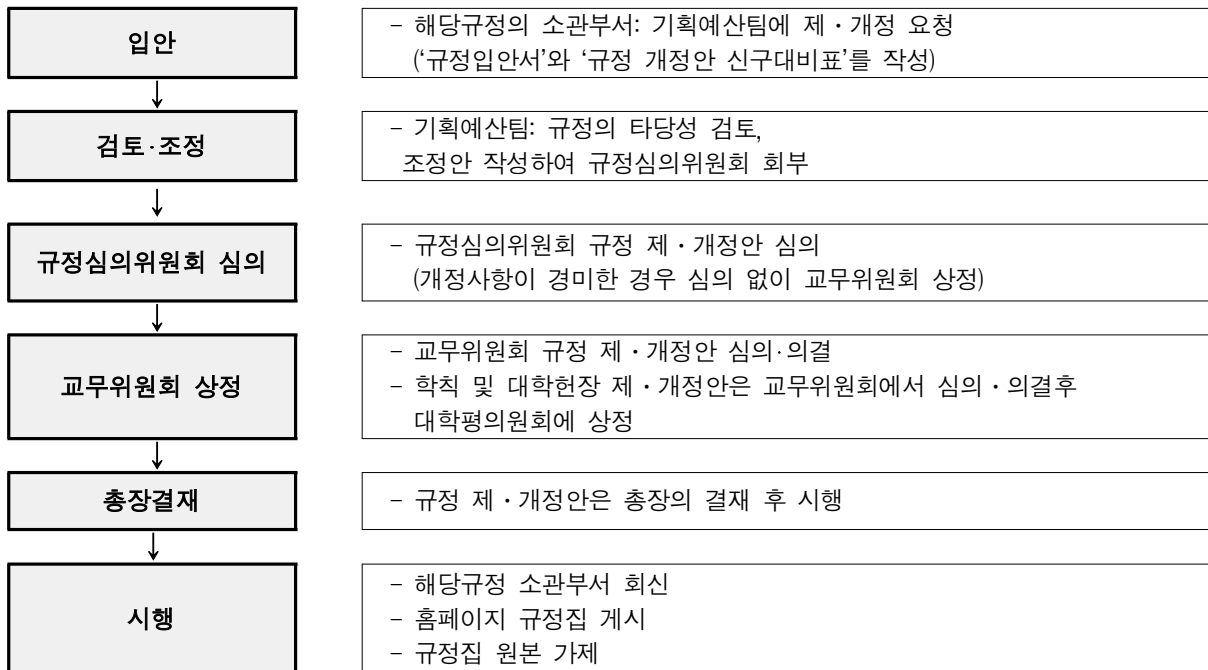 입안
- 해당규정의 소관부서: 기획예산팀에 제・개정 요청
(‘규정입안서’와 ‘규정 개정안 신구대비표’를 작성)
검토·조정
- 기획예산팀: 규정의 타당성 검토,
조정안 작성하여 규정심의위원회 회부
규정심의위원회 심의
- 규정심의위원회 규정 제・개정안 심의
(개정사항이 경미한 경우 심의 없이 교무위원회 상정)
교무위원회 상정
- 교무위원회 규정 제・개정안 심의·의결
- 학칙 및 대학헌장 제・개정안은 교무위원회에서 심의・의결후
대학평의원회에 상정
총장결재
- 규정 제・개정안은 총장의 결재 후 시행
시행
- 해당규정 소관부서 회신
- 홈페이지 규정집 게시
- 규정집 원본 가제